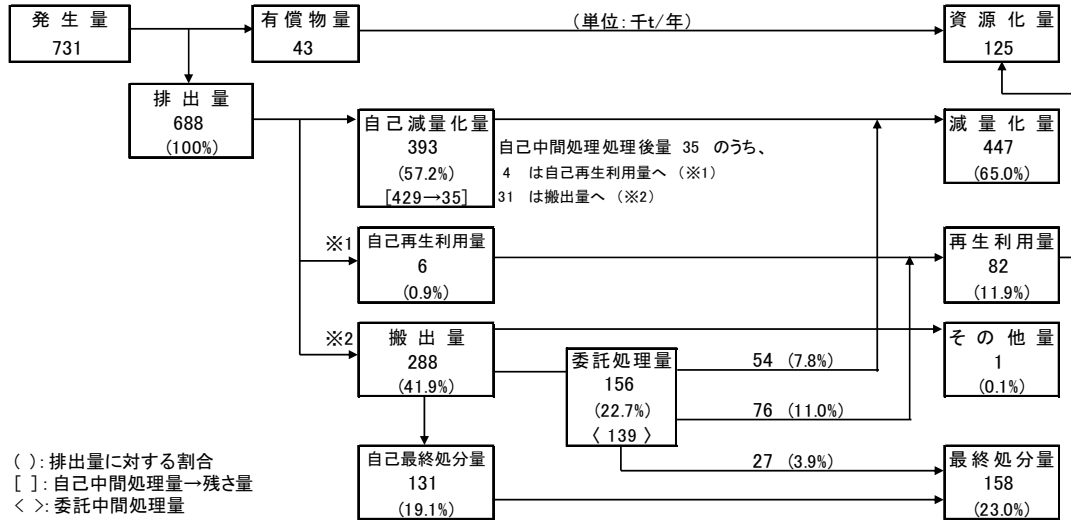 発生量
731
有償物量
43
(単位：千t/年)
資源化量
125
排出量
688
(100%)
自己減量化量
393
(57.2%)
[429→35]
自己中間処理処理後量 35 のうち、
4 は自己再生利用量へ (※1)
31 は搬出量へ (※2)
減量化量
447
(65.0%)
※1
自己再生利用量
6
(0.9%)
再生利用量
82
(11.9%)
※2
搬出量
288
(41.9%)
その他量
1
(0.1%)
委託処理量
156
(22.7%)
〈 139 〉
54 (7.8%)
76 (11.0%)
27 (3.9%)
自己最終処分量
131
(19.1%)
最終処分量
158
(23.0%)
( )：排出量に対する割合
[ ]：自己中間処理量→残さ量
< >：委託中間処理量